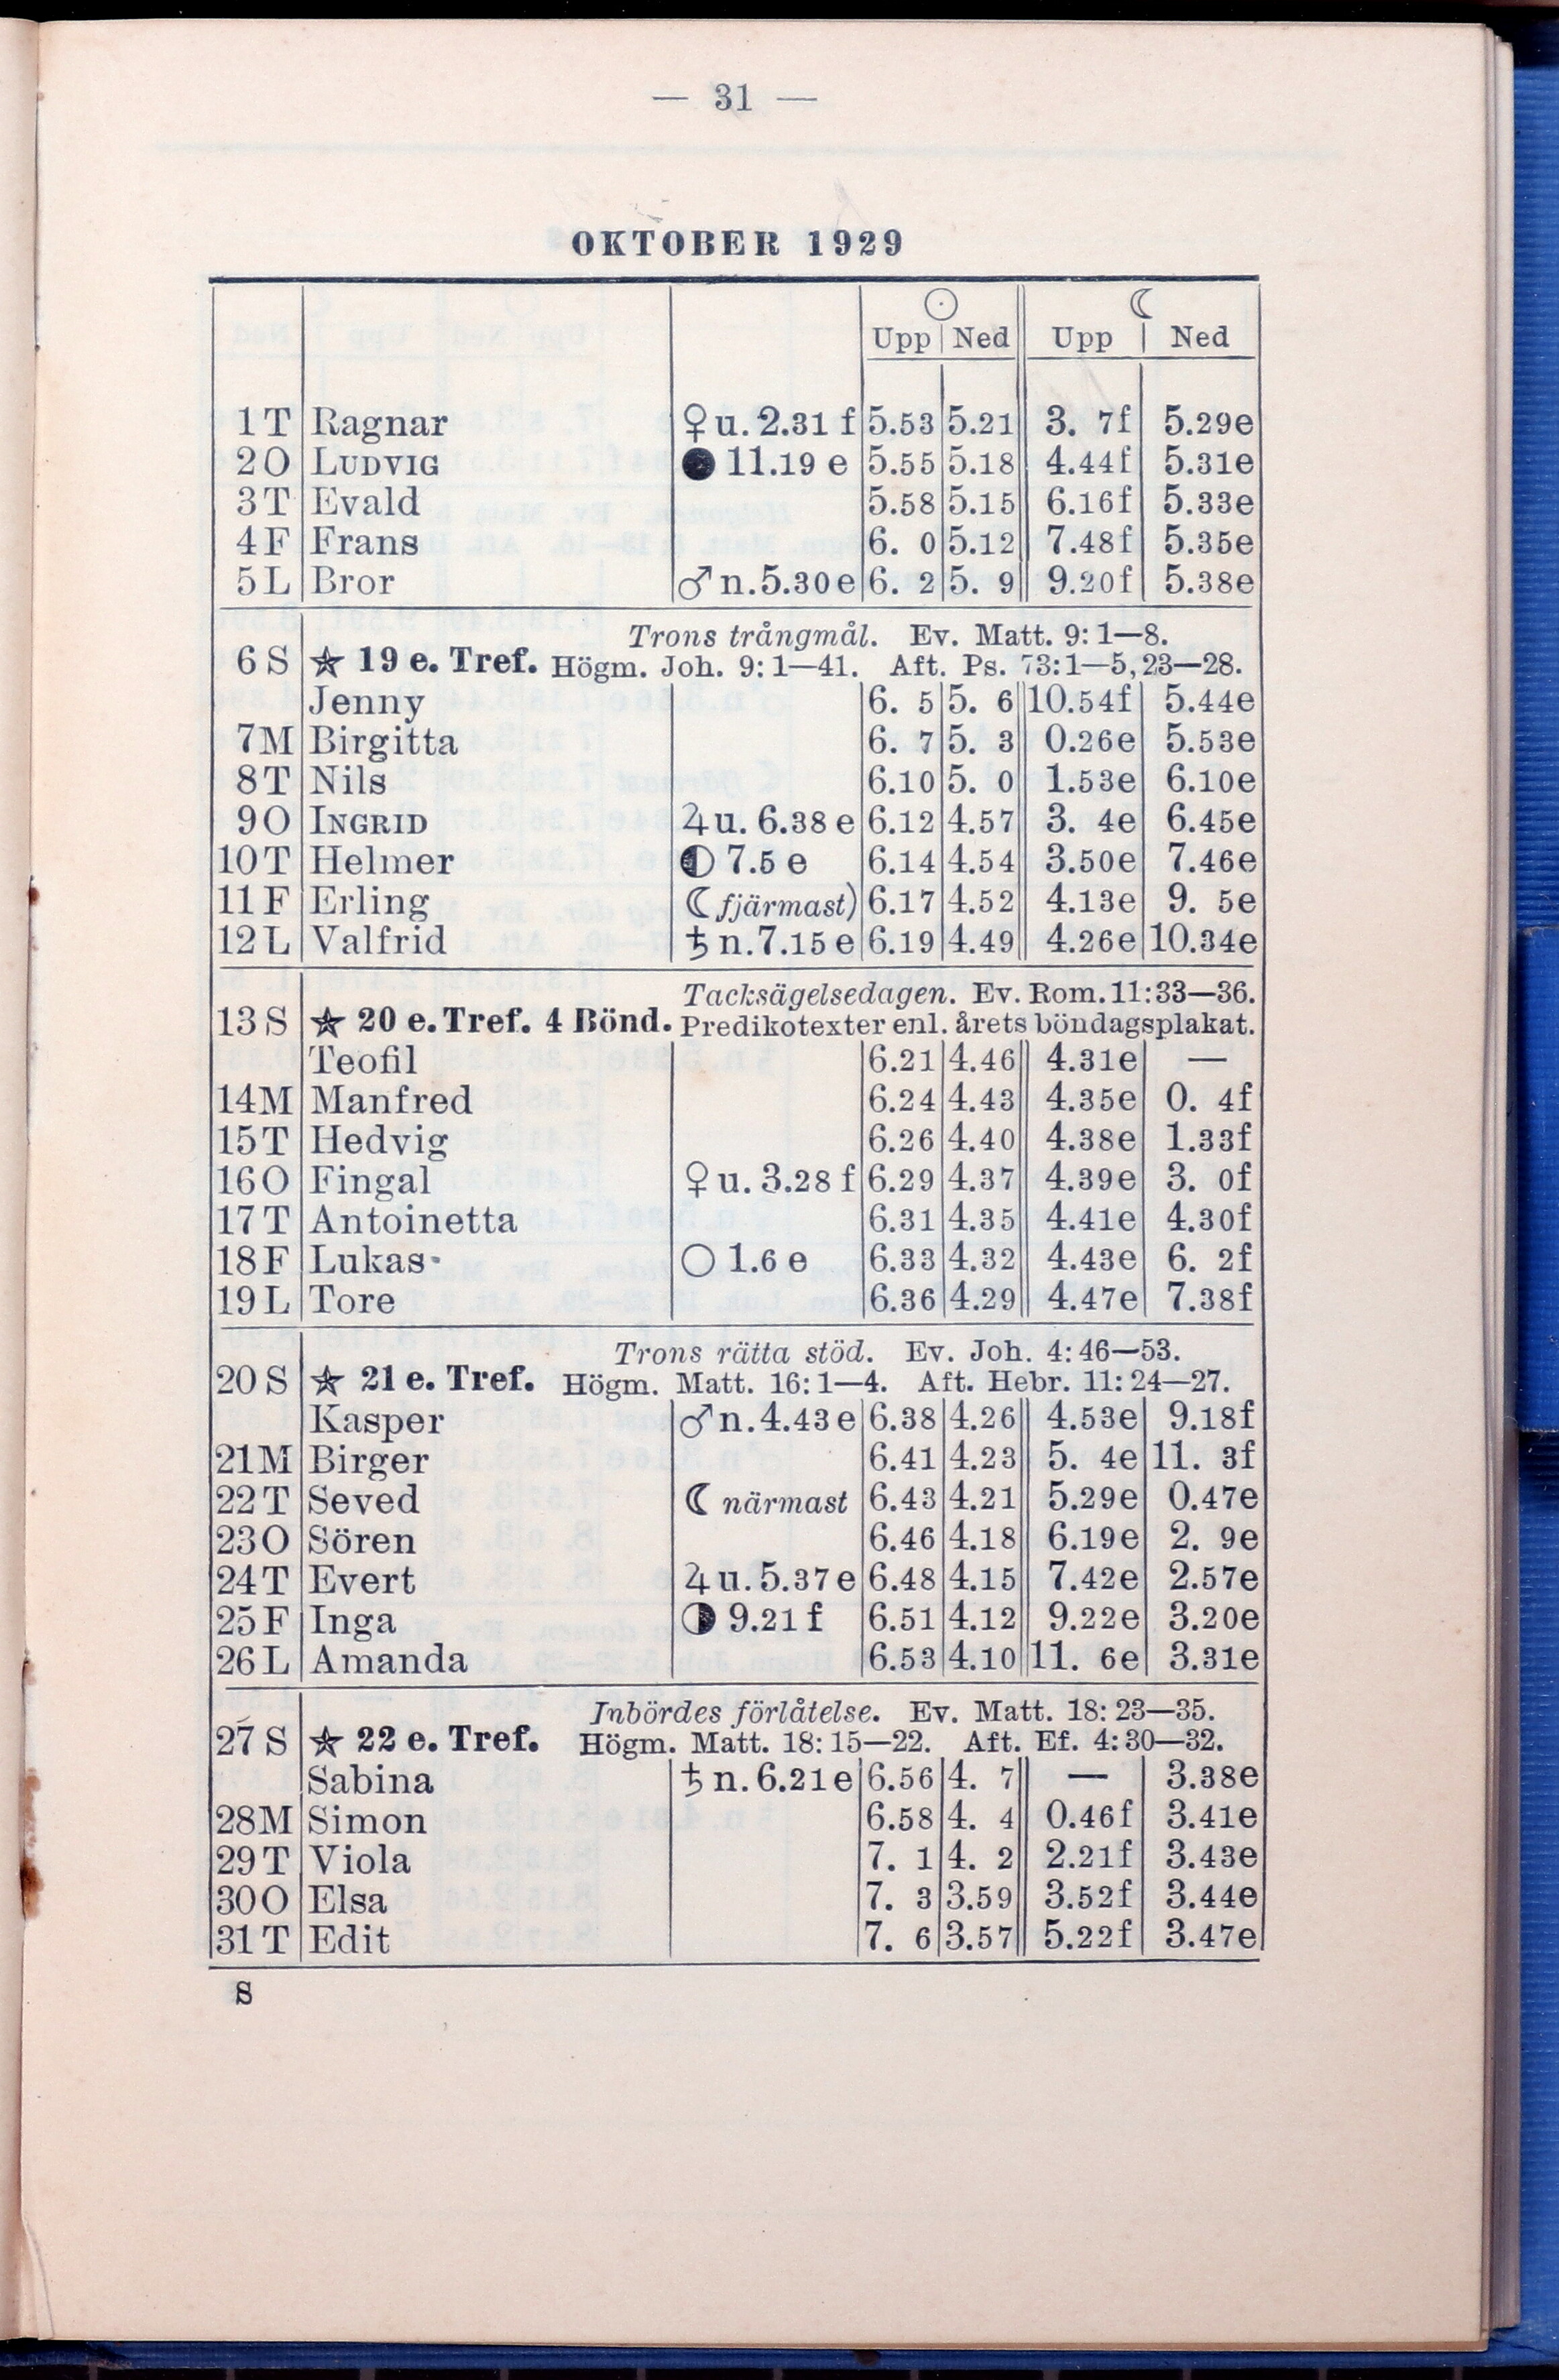 — 31 —
OKTOBER 1929
☉ ☾
Upp Ned Upp Ned
1 T Ragnar ♀ u. 2.31 f 5.53 5.21 3. 7f 5.29e
2 O LUDVIG ● 11.19 e 5.55 5.18 4.44f 5.31e
3 T Evald 5.58 5.15 6.16f 5.33e
4 F Frans 6. 0 5.12 7.48f 5.35e
5 L Bror ♂ n. 5.30 e 6. 2 5. 9 9.20f 5.38e
Trons trångmål. Ev. Matt. 9: 1—8.
6 S ☆ 19 e. Tref. Högm. Joh. 9: 1—41. Aft. Ps. 73: 1—5, 23—28.
Jenny 6. 5 5. 6 10.54f 5.44e
7 M Birgitta 6. 7 5. 3 0.26e 5.53e
8 T Nils 6.10 5. 0 1.53e 6.10e
9 O INGRID ♃ u. 6.38 e 6.12 4.57 3. 4e 6.45e
10 T Helmer ◐ 7.5 e 6.14 4.54 3.50e 7.46e
11 F Erling ☾ fjärmast) 6.17 4.52 4.13e 9. 5e
12 L Valfrid ♄ n. 7.15 e 6.19 4.49 4.26e 10.34e
Tacksägelsedagen. Ev. Rom. 11: 33—36.
13 S ☆ 20 e. Tref. 4 Bönd. Predikotexter enl. årets böndagsplakat.
Teofil 6.21 4.46 4.31e —
14 M Manfred 6.24 4.43 4.35e 0. 4f
15 T Hedvig 6.26 4.40 4.38e 1.33f
16 O Fingal ♀ u. 3.28 f 6.29 4.37 4.39e 3. 0f
17 T Antoinetta 6.31 4.35 4.41e 4.30f
18 F Lukas ○ 1.6 e 6.33 4.32 4.43e 6. 2f
19 L Tore 6.36 4.29 4.47e 7.38f
Trons rätta stöd. Ev. Joh. 4: 46—53.
20 S ☆ 21 e. Tref. Högm. Matt. 16: 1—4. Aft. Hebr. 11: 24—27.
Kasper ♂ n. 4.43 e 6.38 4.26 4.53e 9.18f
21 M Birger 6.41 4.23 5. 4e 11. 3f
22 T Seved ☾ närmast 6.43 4.21 5.29e 0.47e
23 O Sören 6.46 4.18 6.19e 2. 9e
24 T Evert ♃ u. 5.37 e 6.48 4.15 7.42e 2.57e
25 F Inga ◑ 9.21 f 6.51 4.12 9.22e 3.20e
26 L Amanda 6.53 4.10 11. 6e 3.31e
Inbördes förlåtelse. Ev. Matt. 18: 23—35.
27 S ☆ 22 e. Tref. Högm. Matt. 18: 15—22. Aft. Ef. 4: 30—32.
Sabina ♄ n. 6.21 e 6.56 4. 7 — 3.38e
28 M Simon 6.58 4. 4 0.46f 3.41e
29 T Viola 7. 1 4. 2 2.21f 3.43e
30 O Elsa 7. 3 3.59 3.52f 3.44e
31 T Edit 7. 6 3.57 5.22f 3.47e
S